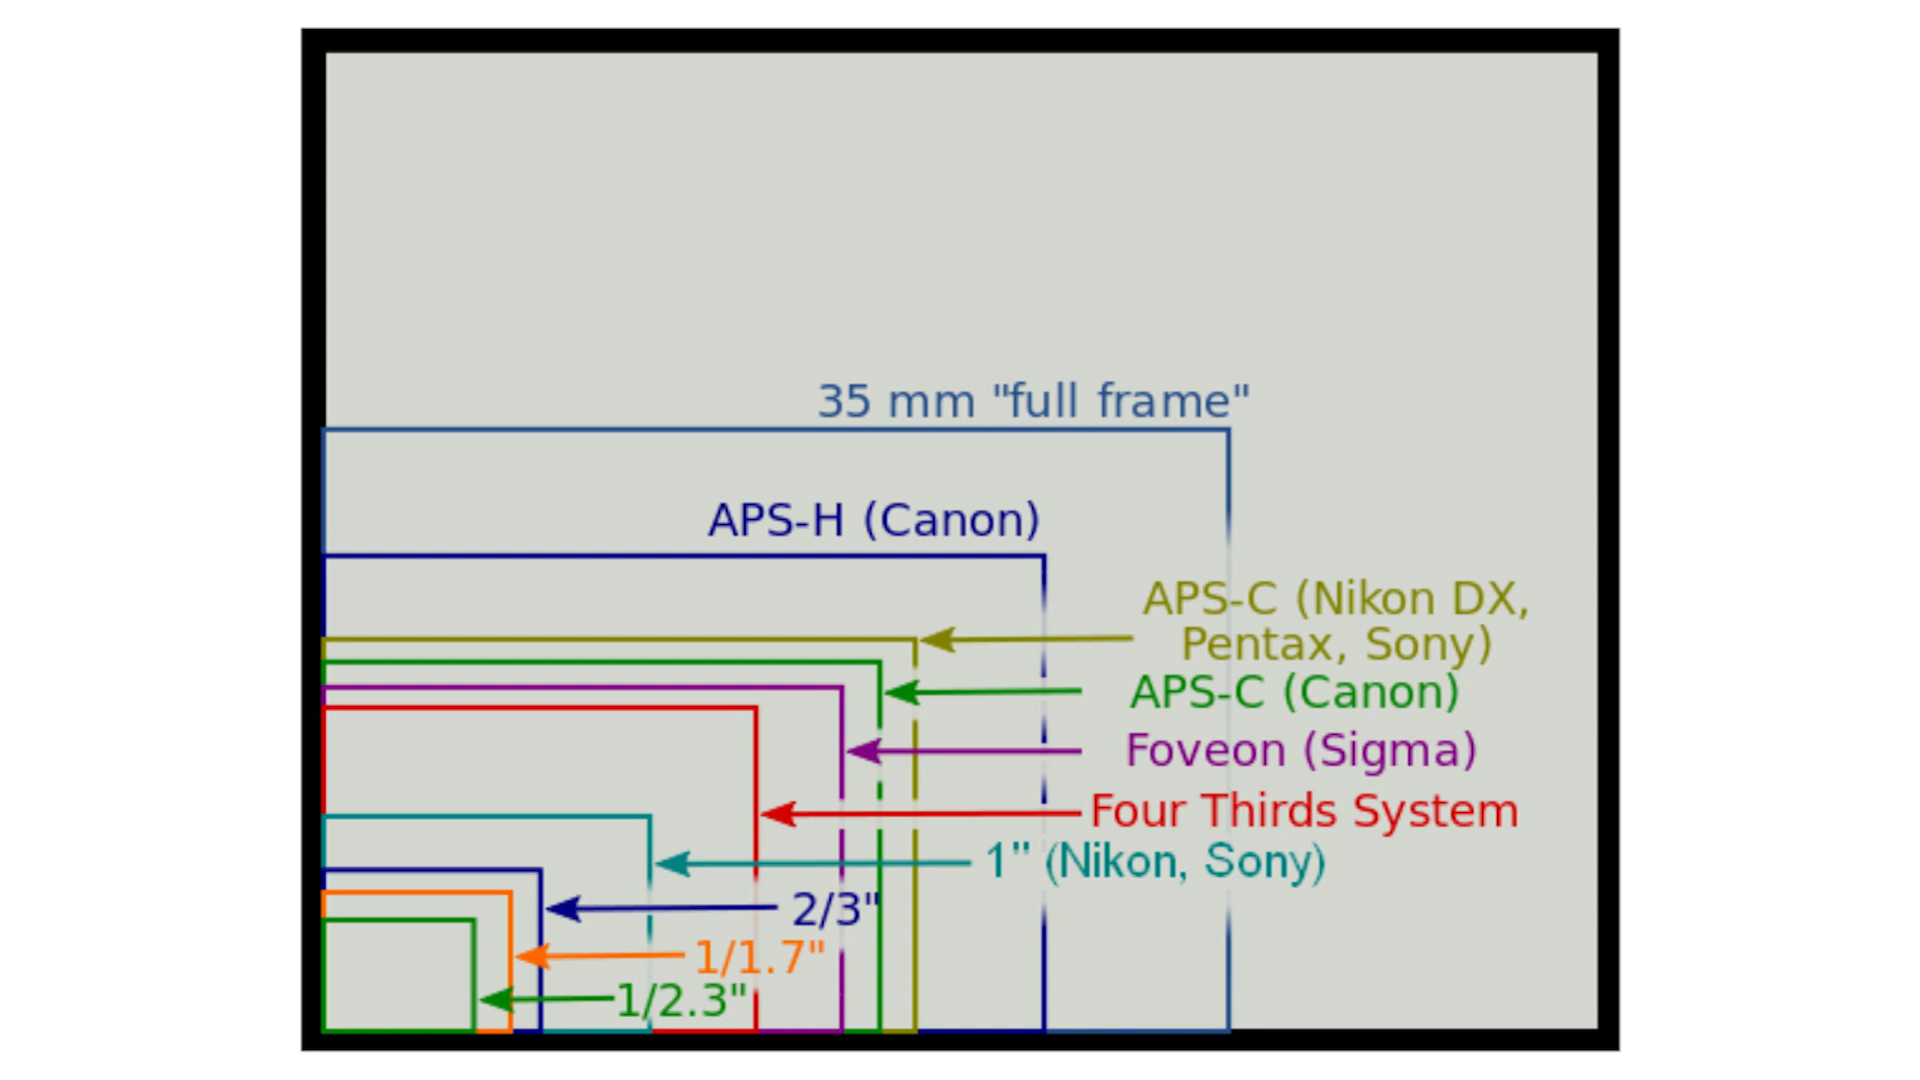 35 mm "full frame"
APS-H (Canon)
APS-C (Nikon DX,
Pentax, Sony)
APS-C (Canon)
Foveon (Sigma)
Four Thirds System
1" (Nikon, Sony)
2/3"
1/1.7"
1/2.3"